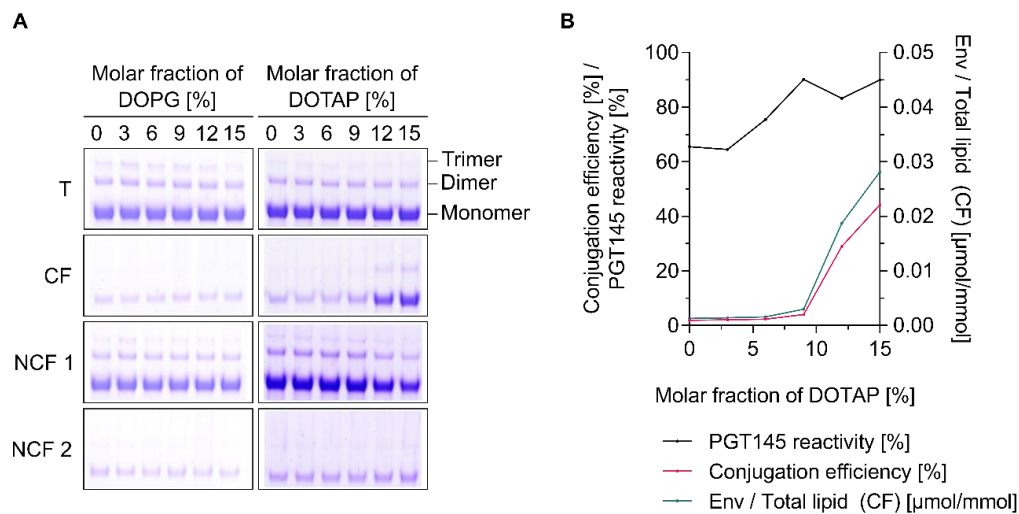 A
Molar fraction of
DOPG [%]
Molar fraction of
DOTAP [%]
0 3 6 9 12 15
0 3 6 9 12 15
T
Trimer
Dimer
Monomer
CF
NCF 1
NCF 2
B
Conjugation efficiency [%] /
PGT145 reactivity [%]
100
80
60
40
20
0
0.05
0.04
0.03
0.02
0.01
0.00
Env / Total lipid (CF) [µmol/mmol]
0 5 10 15
Molar fraction of DOTAP [%]
PGT145 reactivity [%]
Conjugation efficiency [%]
Env / Total lipid (CF) [µmol/mmol]